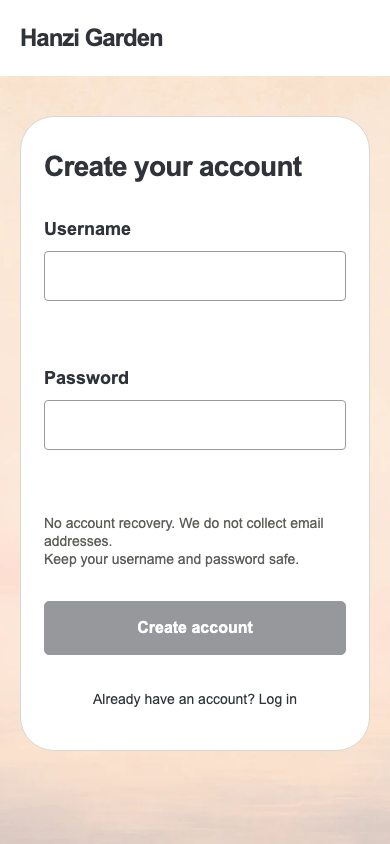 Hanzi Garden
Create your account
Username
Password
No account recovery. We do not collect email
addresses.
Keep your username and password safe.
Create account
Already have an account? Log in